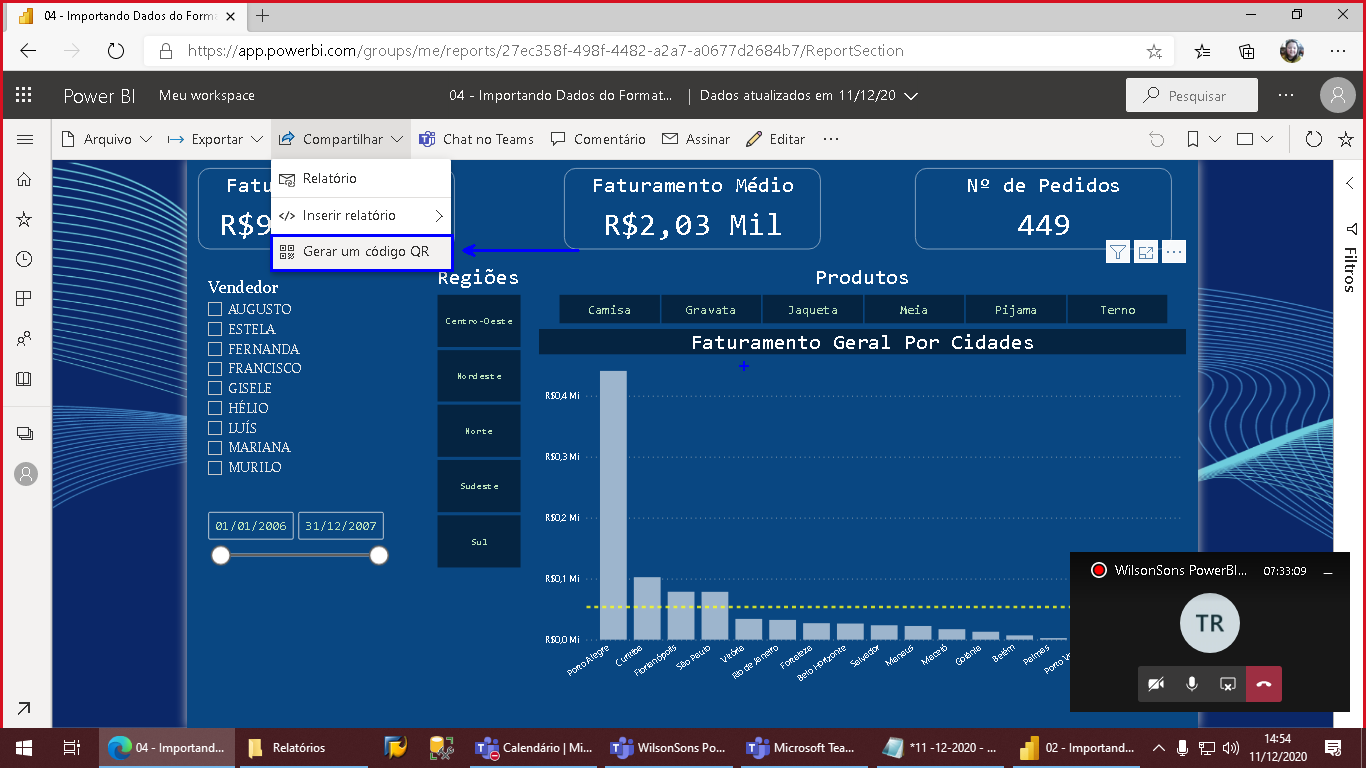 04 - Importando Dados do Forma
https://app.powerbi.com/groups/me/reports/27ec358f-498f-4482-a2a7-a0677d2684b7/ReportSection
Power BI Meu workspace 04 - Importando Dados do Format... | Dados atualizados em 11/12/20 Pesquisar
Arquivo Exportar Compartilhar Chat no Teams Comentário Assinar Editar ...
Relatório
Inserir relatório
Gerar um código QR
Fatu
R$9
Faturamento Médio
R$2,03 Mil
Nº de Pedidos
449
Filtros
Vendedor
AUGUSTO
ESTELA
FERNANDA
FRANCISCO
GISELE
HÉLIO
LUÍS
MARIANA
MURILO
01/01/2006 31/12/2007
Regiões
Centro-Oeste
Nordeste
Norte
Sudeste
Sul
Produtos
Camisa Gravata Jaqueta Meia Pijama Terno
Faturamento Geral Por Cidades
R$0,4 Mi
R$0,3 Mi
R$0,2 Mi
R$0,1 Mi
R$0,0 Mi
Porto Alegre Curitiba Florianópolis São Paulo Vitória Rio de Janeiro Fortaleza Belo Horizonte Salvador Manaus Maceió Goiânia Belém Palmas Porto V
WilsonSons PowerBI... 07:33:09
TR
04 - Importand... Relatórios Calendário | Mi... WilsonSons Po... Microsoft Tea... *11 -12-2020 - ... 02 - Importand...
14:54
11/12/2020